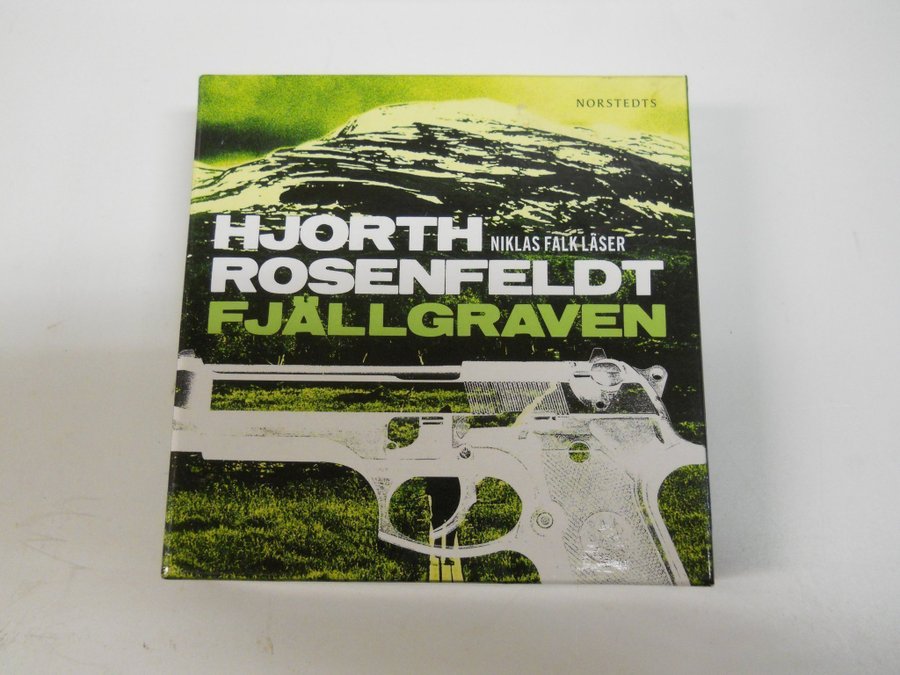 NORSTEDTS
HJORTH NIKLAS FALK LÄSER
ROSENFELDT
FJÄLLGRAVEN